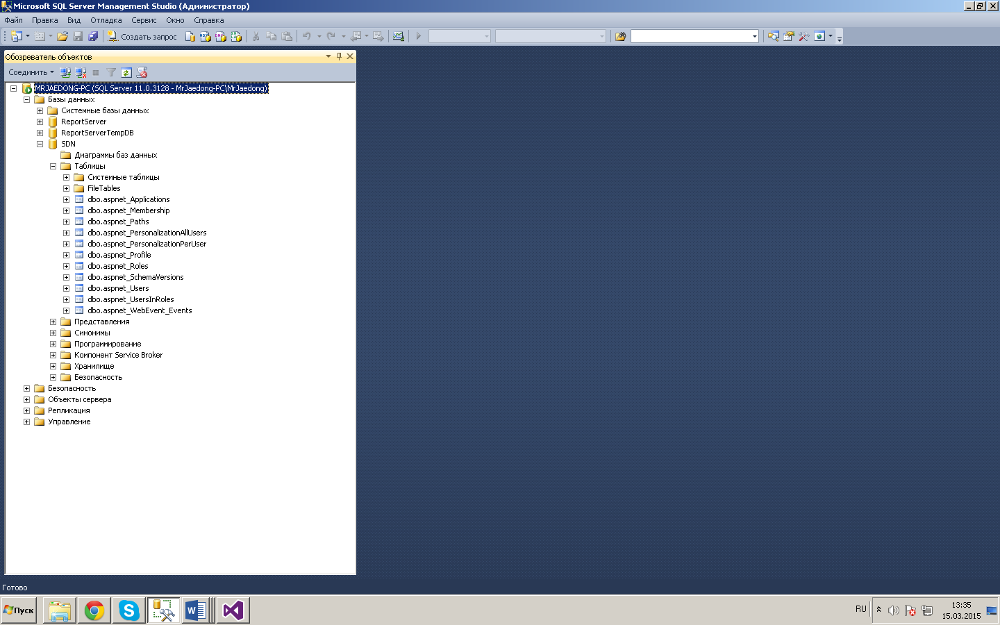 Microsoft SQL Server Management Studio (Администратор)
Файл Правка Вид Отладка Сервис Окно Справка
Создать запрос
Обозреватель объектов
Соединить
MRJAEDONG-PC (SQL Server 11.0.3128 - MrJaedong-PC\MrJaedong)
Базы данных
Системные базы данных
ReportServer
ReportServerTempDB
SDN
Диаграммы баз данных
Таблицы
Системные таблицы
FileTables
dbo.aspnet_Applications
dbo.aspnet_Membership
dbo.aspnet_Paths
dbo.aspnet_PersonalizationAllUsers
dbo.aspnet_PersonalizationPerUser
dbo.aspnet_Profile
dbo.aspnet_Roles
dbo.aspnet_SchemaVersions
dbo.aspnet_Users
dbo.aspnet_UsersInRoles
dbo.aspnet_WebEvent_Events
Представления
Синонимы
Программирование
Компонент Service Broker
Хранилище
Безопасность
Безопасность
Объекты сервера
Репликация
Управление
Готово
Пуск
RU
13:35
15.03.2015